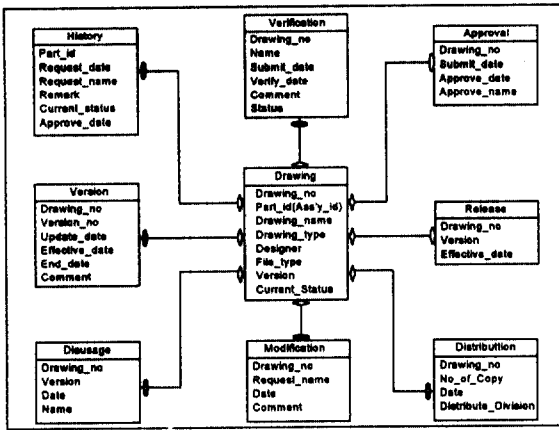 History
Part_id
Request_date
Request_name
Remark
Current_status
Approve_date
Verification
Drawing_no
Name
Submit_date
Verify_date
Comment
Status
Approval
Drawing_no
Submit_date
Approve_date
Approve_name
Version
Drawing_no
Version_no
Update_date
Effective_date
End_date
Comment
Drawing
Drawing_no
Part_id(Ass'y_id)
Drawing_name
Drawing_type
Designer
File_type
Version
Current_Status
Release
Drawing_no
Version
Effective_date
Disusage
Drawing_no
Version
Date
Name
Modification
Drawing_no
Request_name
Date
Comment
Distributtion
Drawing_no
No_of_Copy
Date
Distribute_Division